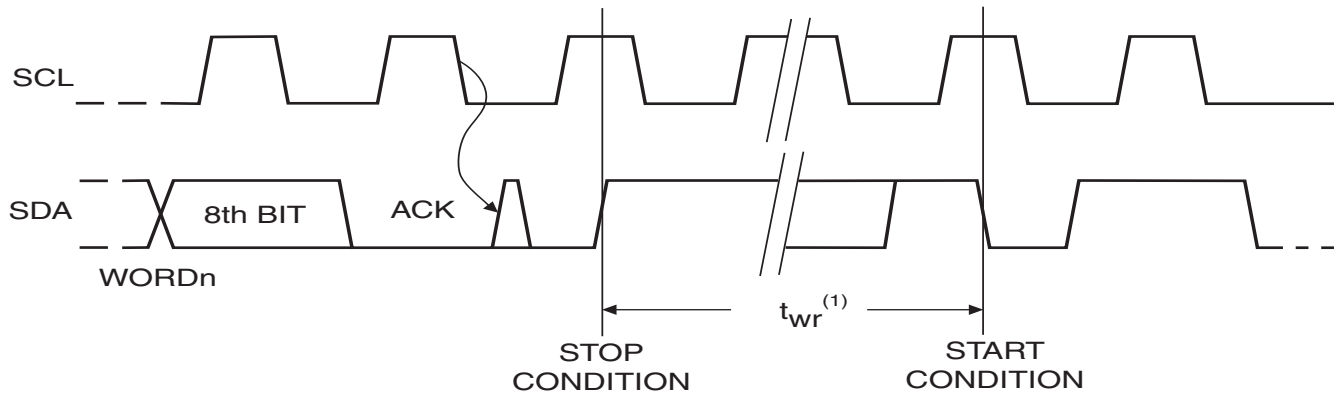 SCL
SDA
8th BIT
ACK
WORDn
twr(1)
STOP
CONDITION
START
CONDITION